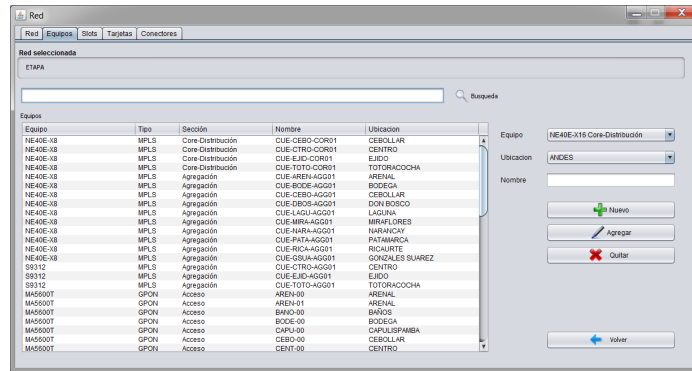 Red
Red Equipos Slots Tarjetas Conectores
Red seleccionada
ETAPA
Busqueda
Equipos
Equipo Tipo Sección Nombre Ubicacion
NE40E-X8 MPLS Core-Distribución CUE-CEBO-COR01 CEBOLLAR
NE40E-X8 MPLS Core-Distribución CUE-CTRO-COR01 CENTRO
NE40E-X8 MPLS Core-Distribución CUE-EJID-COR01 EJIDO
NE40E-X8 MPLS Core-Distribución CUE-TOTO-COR01 TOTORACOCHA
NE40E-X8 MPLS Agregación CUE-AREN-AGG01 ARENAL
NE40E-X8 MPLS Agregación CUE-BODE-AGG01 BODEGA
NE40E-X8 MPLS Agregación CUE-CEBO-AGG01 CEBOLLAR
NE40E-X8 MPLS Agregación CUE-DBOS-AGG01 DON BOSCO
NE40E-X8 MPLS Agregación CUE-LAGU-AGG01 LAGUNA
NE40E-X8 MPLS Agregación CUE-MIRA-AGG01 MIRAFLORES
NE40E-X8 MPLS Agregación CUE-NARA-AGG01 NARANCAY
NE40E-X8 MPLS Agregación CUE-PATA-AGG01 PATAMARCA
NE40E-X8 MPLS Agregación CUE-RICA-AGG01 RICAURTE
NE40E-X8 MPLS Agregación CUE-GSUA-AGG01 GONZALES SUAREZ
S9312 MPLS Agregación CUE-CTRO-AGG01 CENTRO
S9312 MPLS Agregación CUE-EJID-AGG01 EJIDO
S9312 MPLS Agregación CUE-TOTO-AGG01 TOTORACOCHA
MA5600T GPON Acceso AREN-00 ARENAL
MA5600T GPON Acceso AREN-01 ARENAL
MA5600T GPON Acceso BANO-00 BAÑOS
MA5600T GPON Acceso BODE-00 BODEGA
MA5600T GPON Acceso CAPU-00 CAPULISPAMBA
MA5600T GPON Acceso CEBO-00 CEBOLLAR
MA5600T GPON Acceso CENT-00 CENTRO
Equipo NE40E-X16 Core-Distribución
Ubicacion ANDES
Nombre
Nuevo
Agregar
Quitar
Volver